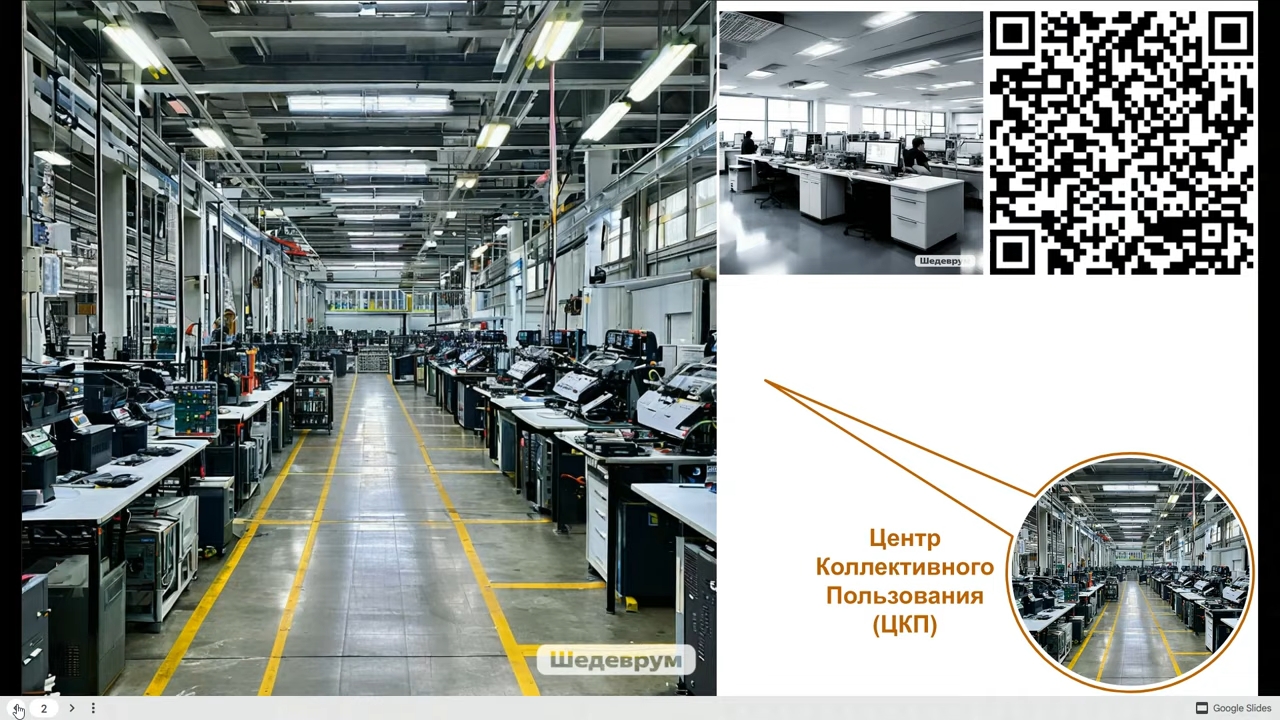 Шедеврум
Шедеврум
Центр
Коллективного
Пользования
(ЦКП)
2
Google Slides